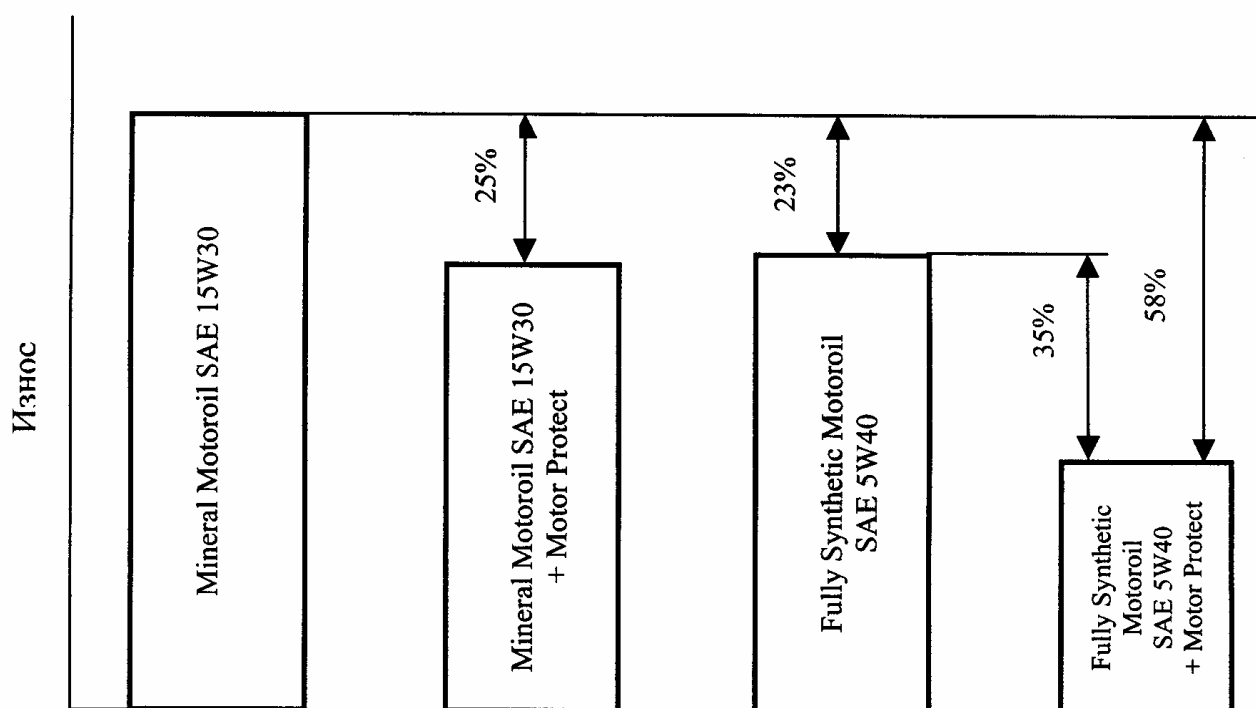 Износ
Mineral Motoroil SAE 15W30
25%
Mineral Motoroil SAE 15W30
+ Motor Protect
23%
Fully Synthetic Motoroil
SAE 5W40
35%
58%
Fully Synthetic
Motoroil
SAE 5W40
+ Motor Protect